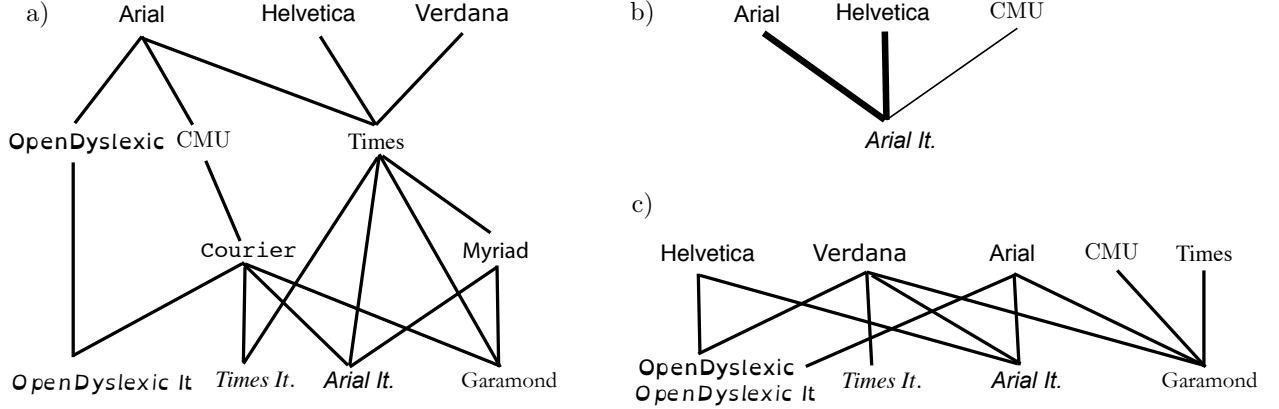 a) Arial Helvetica Verdana
OpenDyslexic CMU Times
Courier Myriad
OpenDyslexic It Times It. Arial It. Garamond
b) Arial Helvetica CMU
Arial It.
c)
Helvetica Verdana Arial CMU Times
OpenDyslexic
OpenDyslexic It Times It. Arial It. Garamond